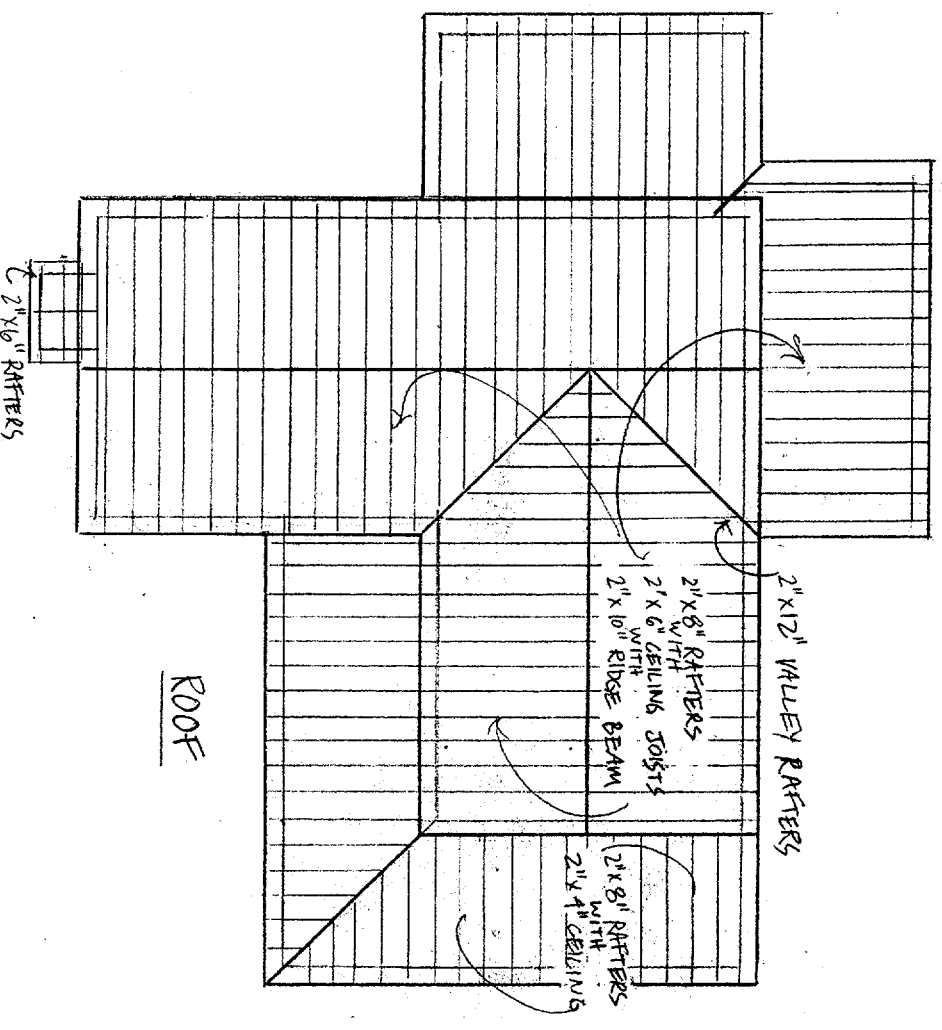 2"X12" VALLEY RAFTERS
2"X8" RAFTERS
WITH
2"X6" CEILING JOISTS
WITH
2"X10" RIDGE BEAM
2"X8" RAFTERS
WITH
2"X4" CEILING
2"X6" RAFTERS
ROOF